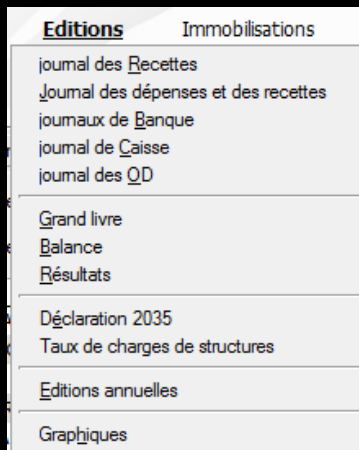 Editions Immobilisations
journal des Recettes
Journal des dépenses et des recettes
journaux de Banque
journal de Caisse
journal des OD
Grand livre
Balance
Résultats
Déclaration 2035
Taux de charges de structures
Editions annuelles
Graphiques